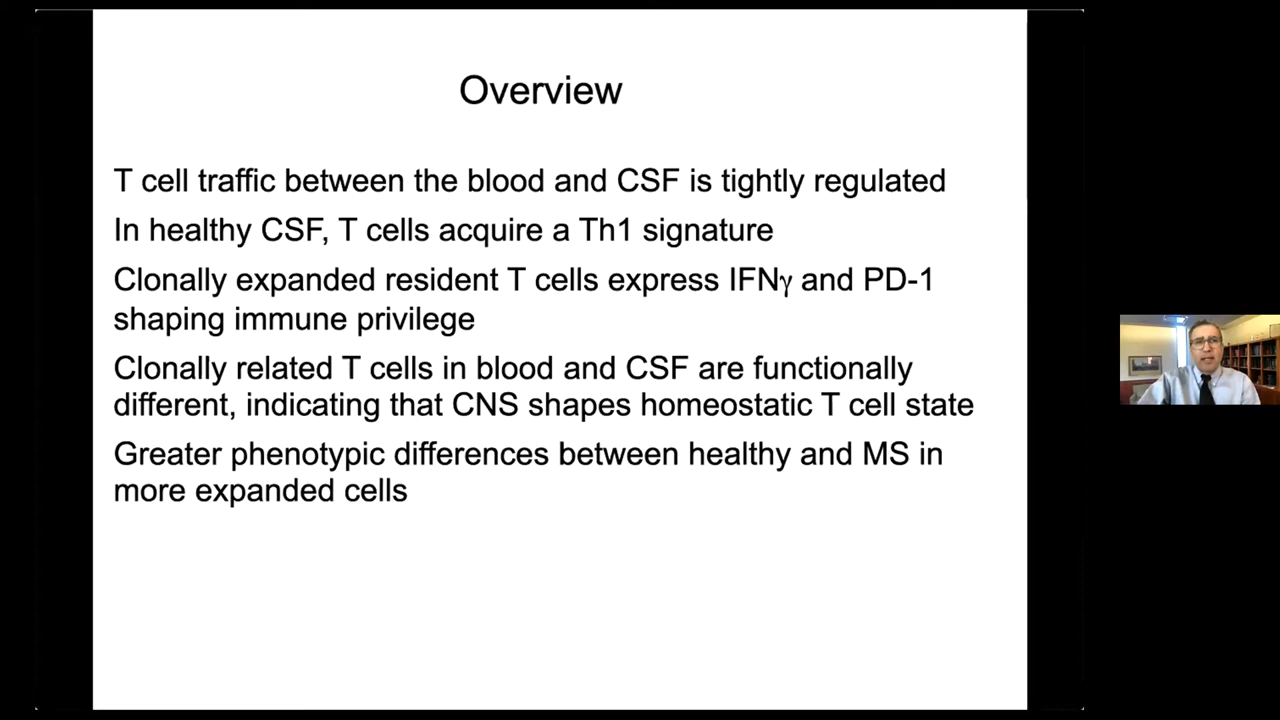 Overview
T cell traffic between the blood and CSF is tightly regulated
In healthy CSF, T cells acquire a Th1 signature
Clonally expanded resident T cells express IFNγ and PD-1
shaping immune privilege
Clonally related T cells in blood and CSF are functionally
different, indicating that CNS shapes homeostatic T cell state
Greater phenotypic differences between healthy and MS in
more expanded cells